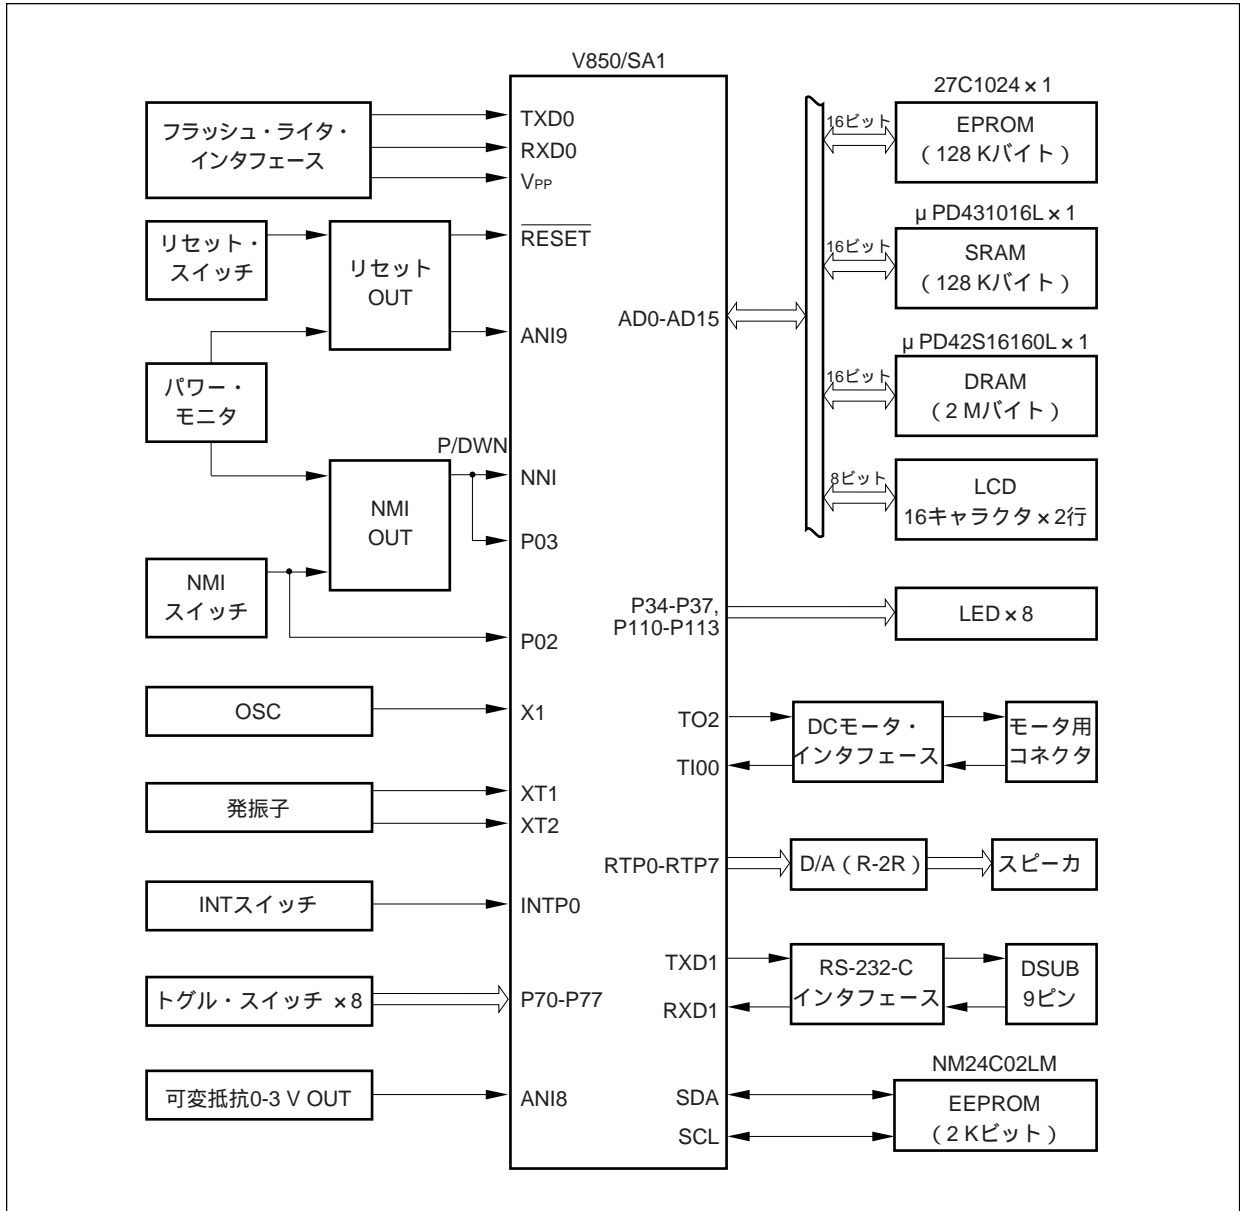 V850/SA1
フラッシュ・ライタ・
インタフェース
TXD0
RXD0
VPP
リセット・
スイッチ
リセット
OUT
RESET
ANI9
パワー・
モニタ
P/DWN
NMI
OUT
NNI
P03
NMI
スイッチ
P02
OSC
X1
発振子
XT1
XT2
INTスイッチ
INTP0
トグル・スイッチ ×8
P70-P77
可変抵抗0-3 V OUT
ANI8
AD0-AD15
27C1024×1
16ビット
EPROM
(128 Kバイト)
μPD431016L×1
16ビット
SRAM
(128 Kバイト)
μPD42S16160L×1
16ビット
DRAM
(2 Mバイト)
8ビット
LCD
16キャラクタ×2行
P34-P37,
P110-P113
LED×8
TO2
TI00
DCモータ・
インタフェース
モータ用
コネクタ
RTP0-RTP7
D/A(R-2R)
スピーカ
TXD1
RXD1
RS-232-C
インタフェース
DSUB
9ピン
NM24C02LM
SDA
SCL
EEPROM
(2 Kビット)